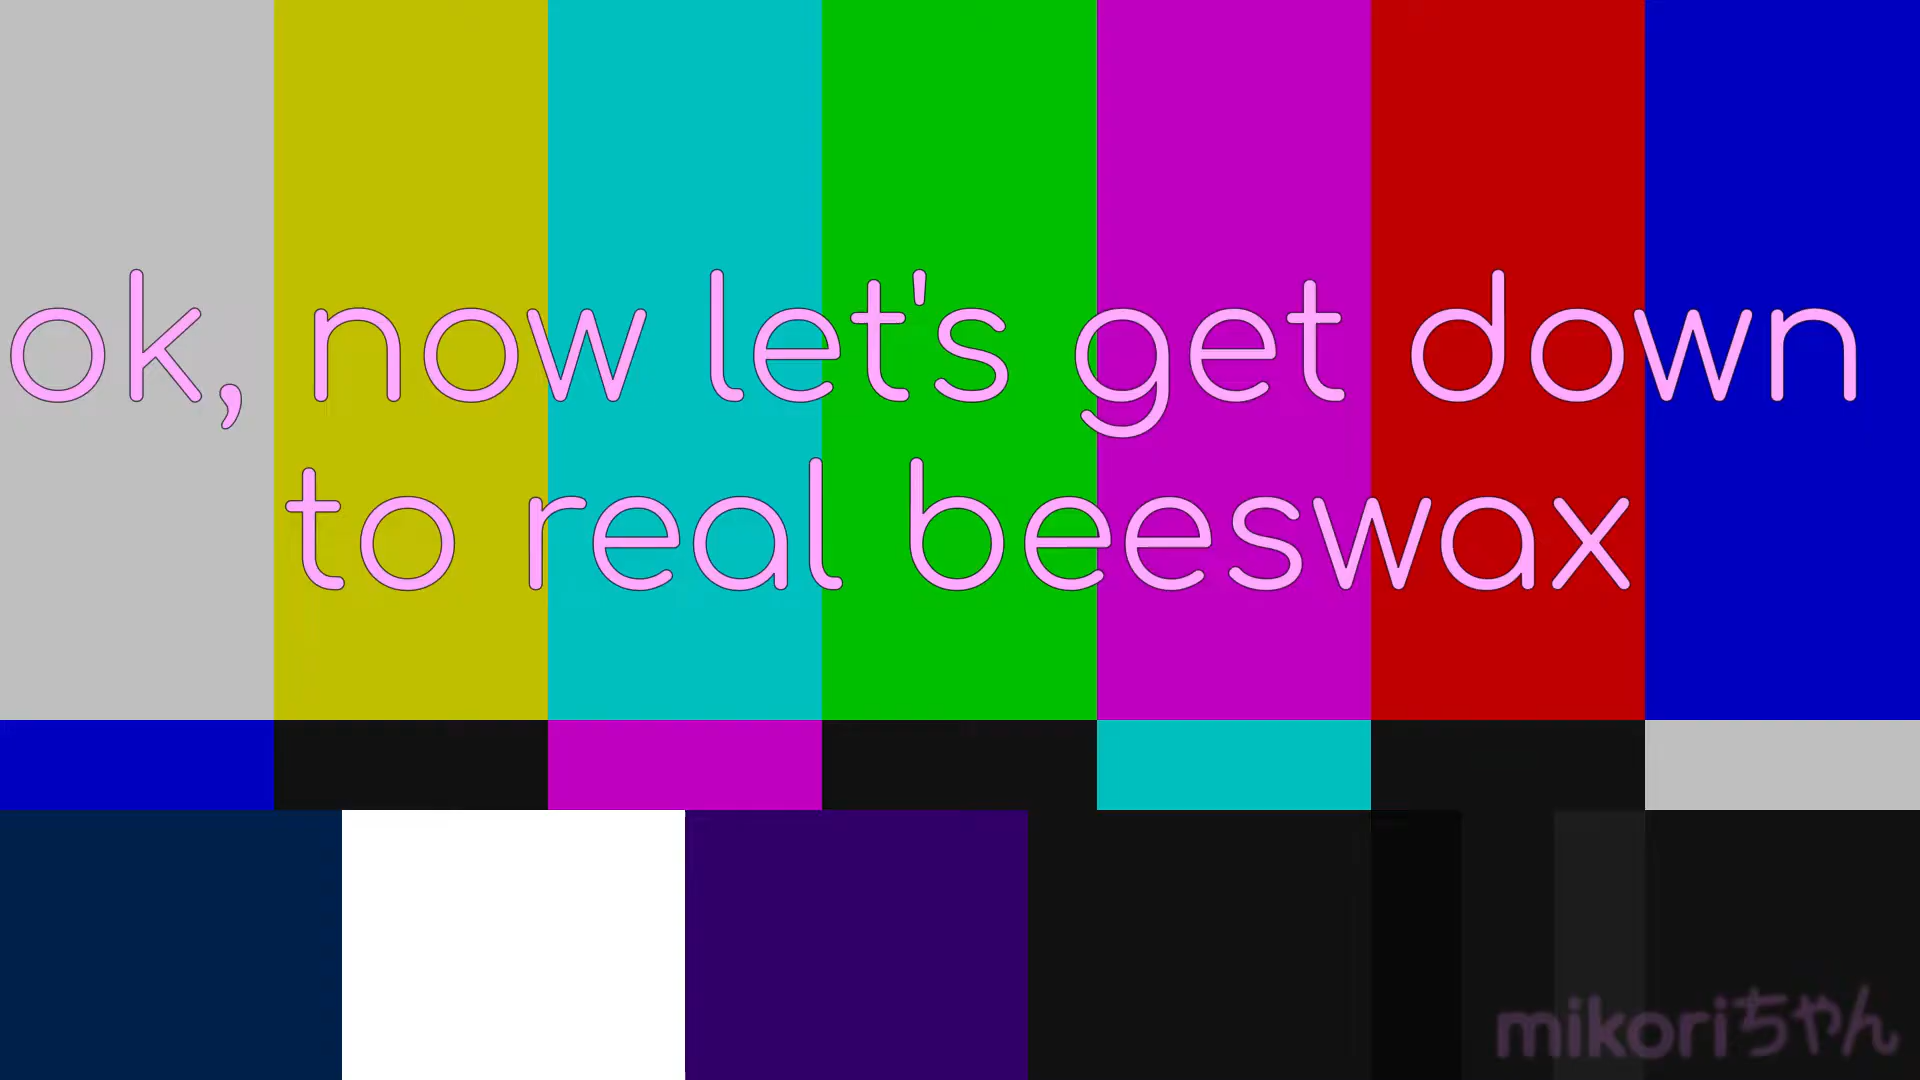 ok, now let's get down
to real beeswax
mikoriちゃん